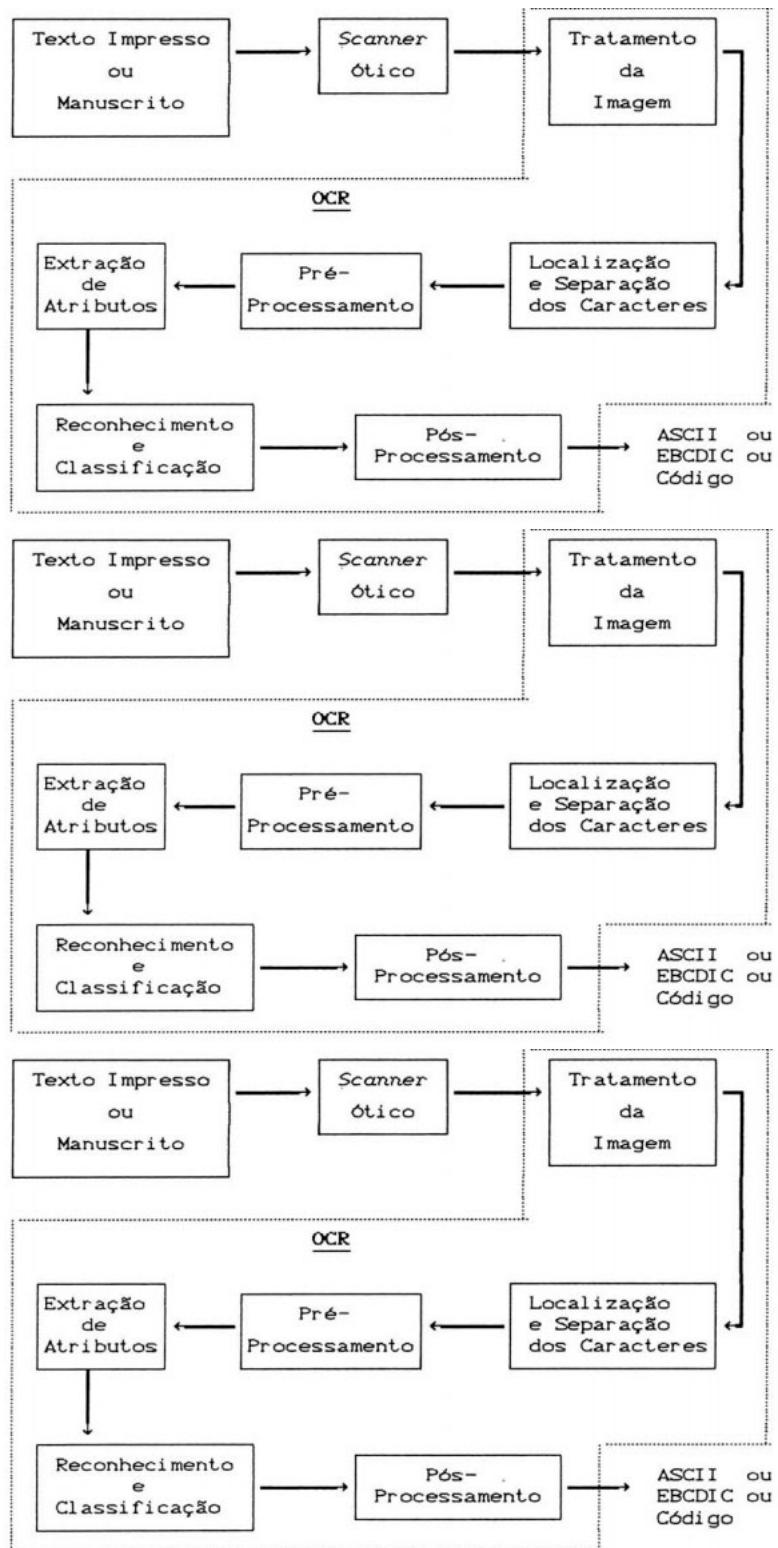 Texto Impresso
ou
Manuscrito
Scanner
ótico
Tratamento
da
Imagem
OCR
Extração
de
Atributos
Pré-
Processamento
Localização
e Separação
dos Caracteres
Reconhecimento
e
Classificação
Pós-
Processamento
ASCII ou
EBCDIC ou
Código
Texto Impresso
ou
Manuscrito
Scanner
ótico
Tratamento
da
Imagem
OCR
Extração
de
Atributos
Pré-
Processamento
Localização
e Separação
dos Caracteres
Reconhecimento
e
Classificação
Pós-
Processamento
ASCII ou
EBCDIC ou
Código
Texto Impresso
ou
Manuscrito
Scanner
ótico
Tratamento
da
Imagem
OCR
Extração
de
Atributos
Pré-
Processamento
Localização
e Separação
dos Caracteres
Reconhecimento
e
Classificação
Pós-
Processamento
ASCII ou
EBCDIC ou
Código